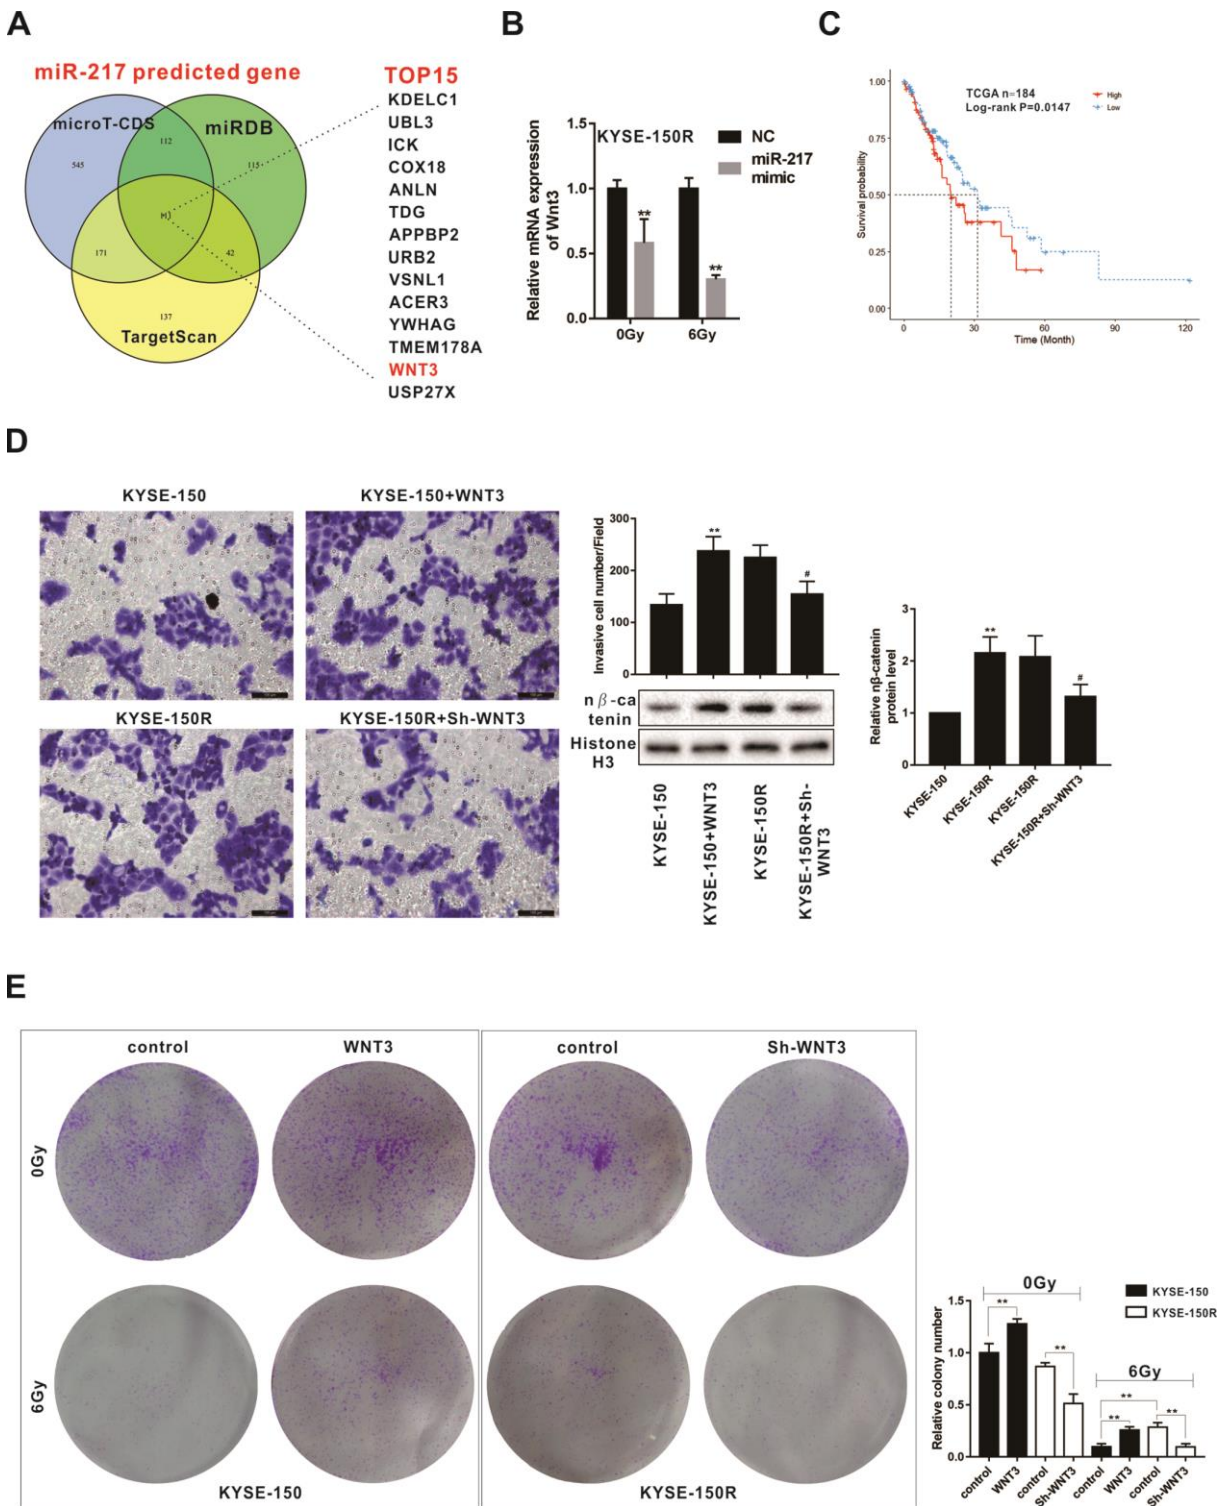 A
miR-217 predicted gene
microT-CDS
miRDB
TargetScan
545
112
115
171
42
137
TOP15
KDELC1
UBL3
ICK
COX18
ANLN
TDG
APPBP2
URB2
VSNL1
ACER3
YWHAG
TMEM178A
WNT3
USP27X
B
KYSE-150R
NC
miR-217
mimic
Relative mRNA expression
of Wnt3
1.5
1.0
0.5
0.0
**
**
0Gy
6Gy
C
TCGA n=184
Log-rank P=0.0147
High
Low
Survival probability
1.00
0.75
0.50
0.25
0.00
0
30
60
90
120
Time (Month)
D
KYSE-150
KYSE-150+WNT3
KYSE-150R
KYSE-150R+Sh-WNT3
Invasive cell number/Field
300
200
100
0
**
#
nβ-ca
tenin
Histone
H3
KYSE-150
KYSE-150+WNT3
KYSE-150R
KYSE-150R+Sh-
WNT3
Relative nβ-catenin
protein level
3
2
1
0
**
#
KYSE-150
KYSE-150R
KYSE-150R
KYSE-150R+Sh-WNT3
E
control
WNT3
control
Sh-WNT3
0Gy
6Gy
KYSE-150
KYSE-150R
0Gy
KYSE-150
KYSE-150R
6Gy
Relative colony number
1.5
1.0
0.5
0.0
**
**
**
**
**
control
WNT3
control
Sh-WNT3
control
WNT3
control
Sh-WNT3